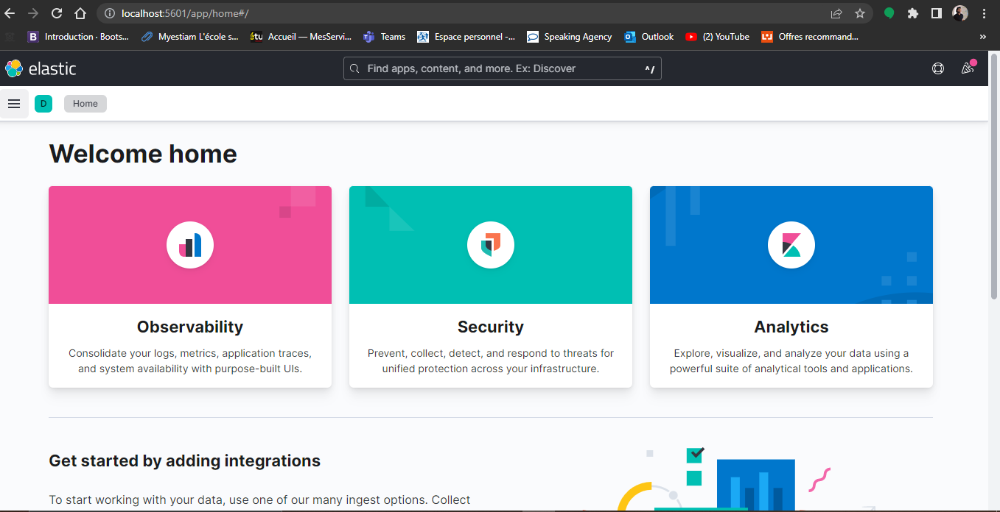 localhost:5601/app/home#/
B Introduction · Boots...
Myestiam L'école s...
étu Accueil — MesServi...
Teams
Espace personnel -...
Speaking Agency
Outlook
(2) YouTube
Offres recommand...
»
elastic
Find apps, content, and more. Ex: Discover
^/
D
Home
Welcome home
Observability
Consolidate your logs, metrics, application traces,
and system availability with purpose-built UIs.
Security
Prevent, collect, detect, and respond to threats for
unified protection across your infrastructure.
Analytics
Explore, visualize, and analyze your data using a
powerful suite of analytical tools and applications.
Get started by adding integrations
To start working with your data, use one of our many ingest options. Collect